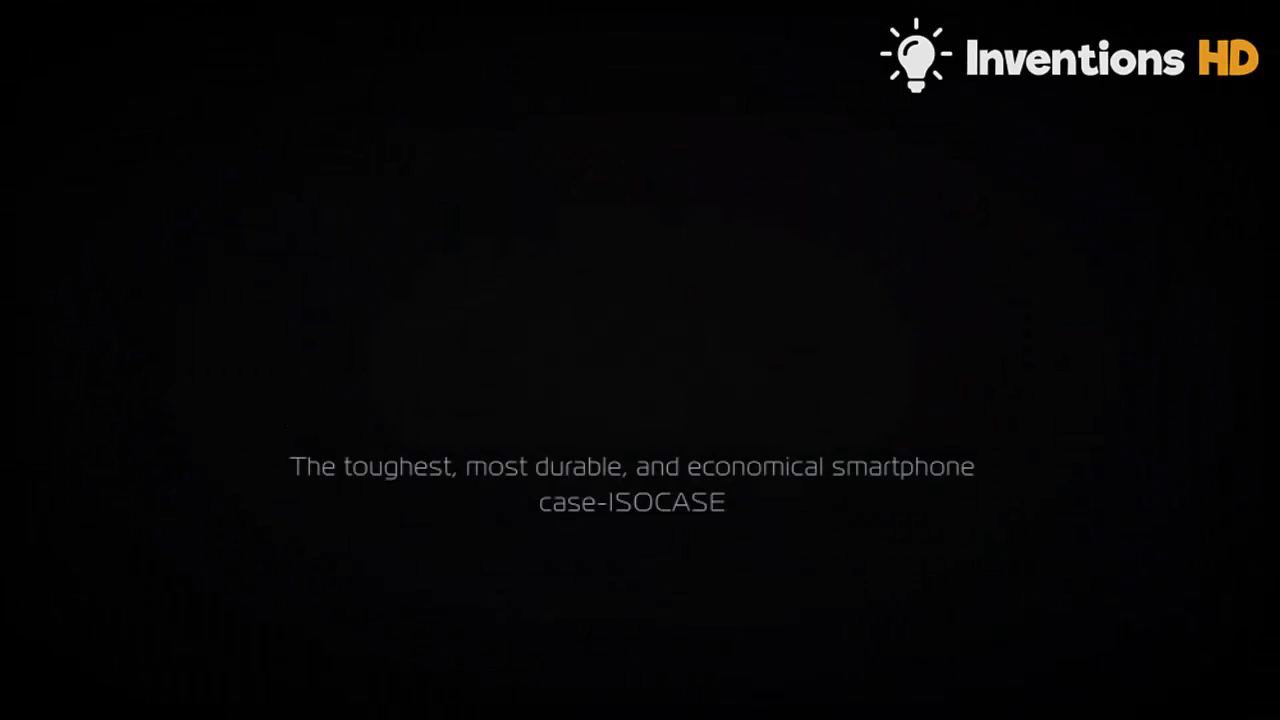 Inventions HD
The toughest, most durable, and economical smartphone
case-ISOCASE